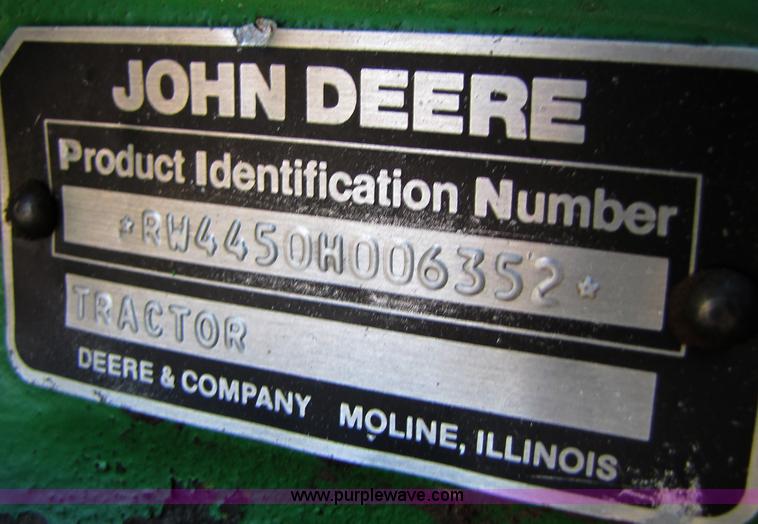 JOHN DEERE
Product Identification Number
*RW4450H006352*
TRACTOR
DEERE & COMPANY MOLINE, ILLINOIS
www.purplewave.com